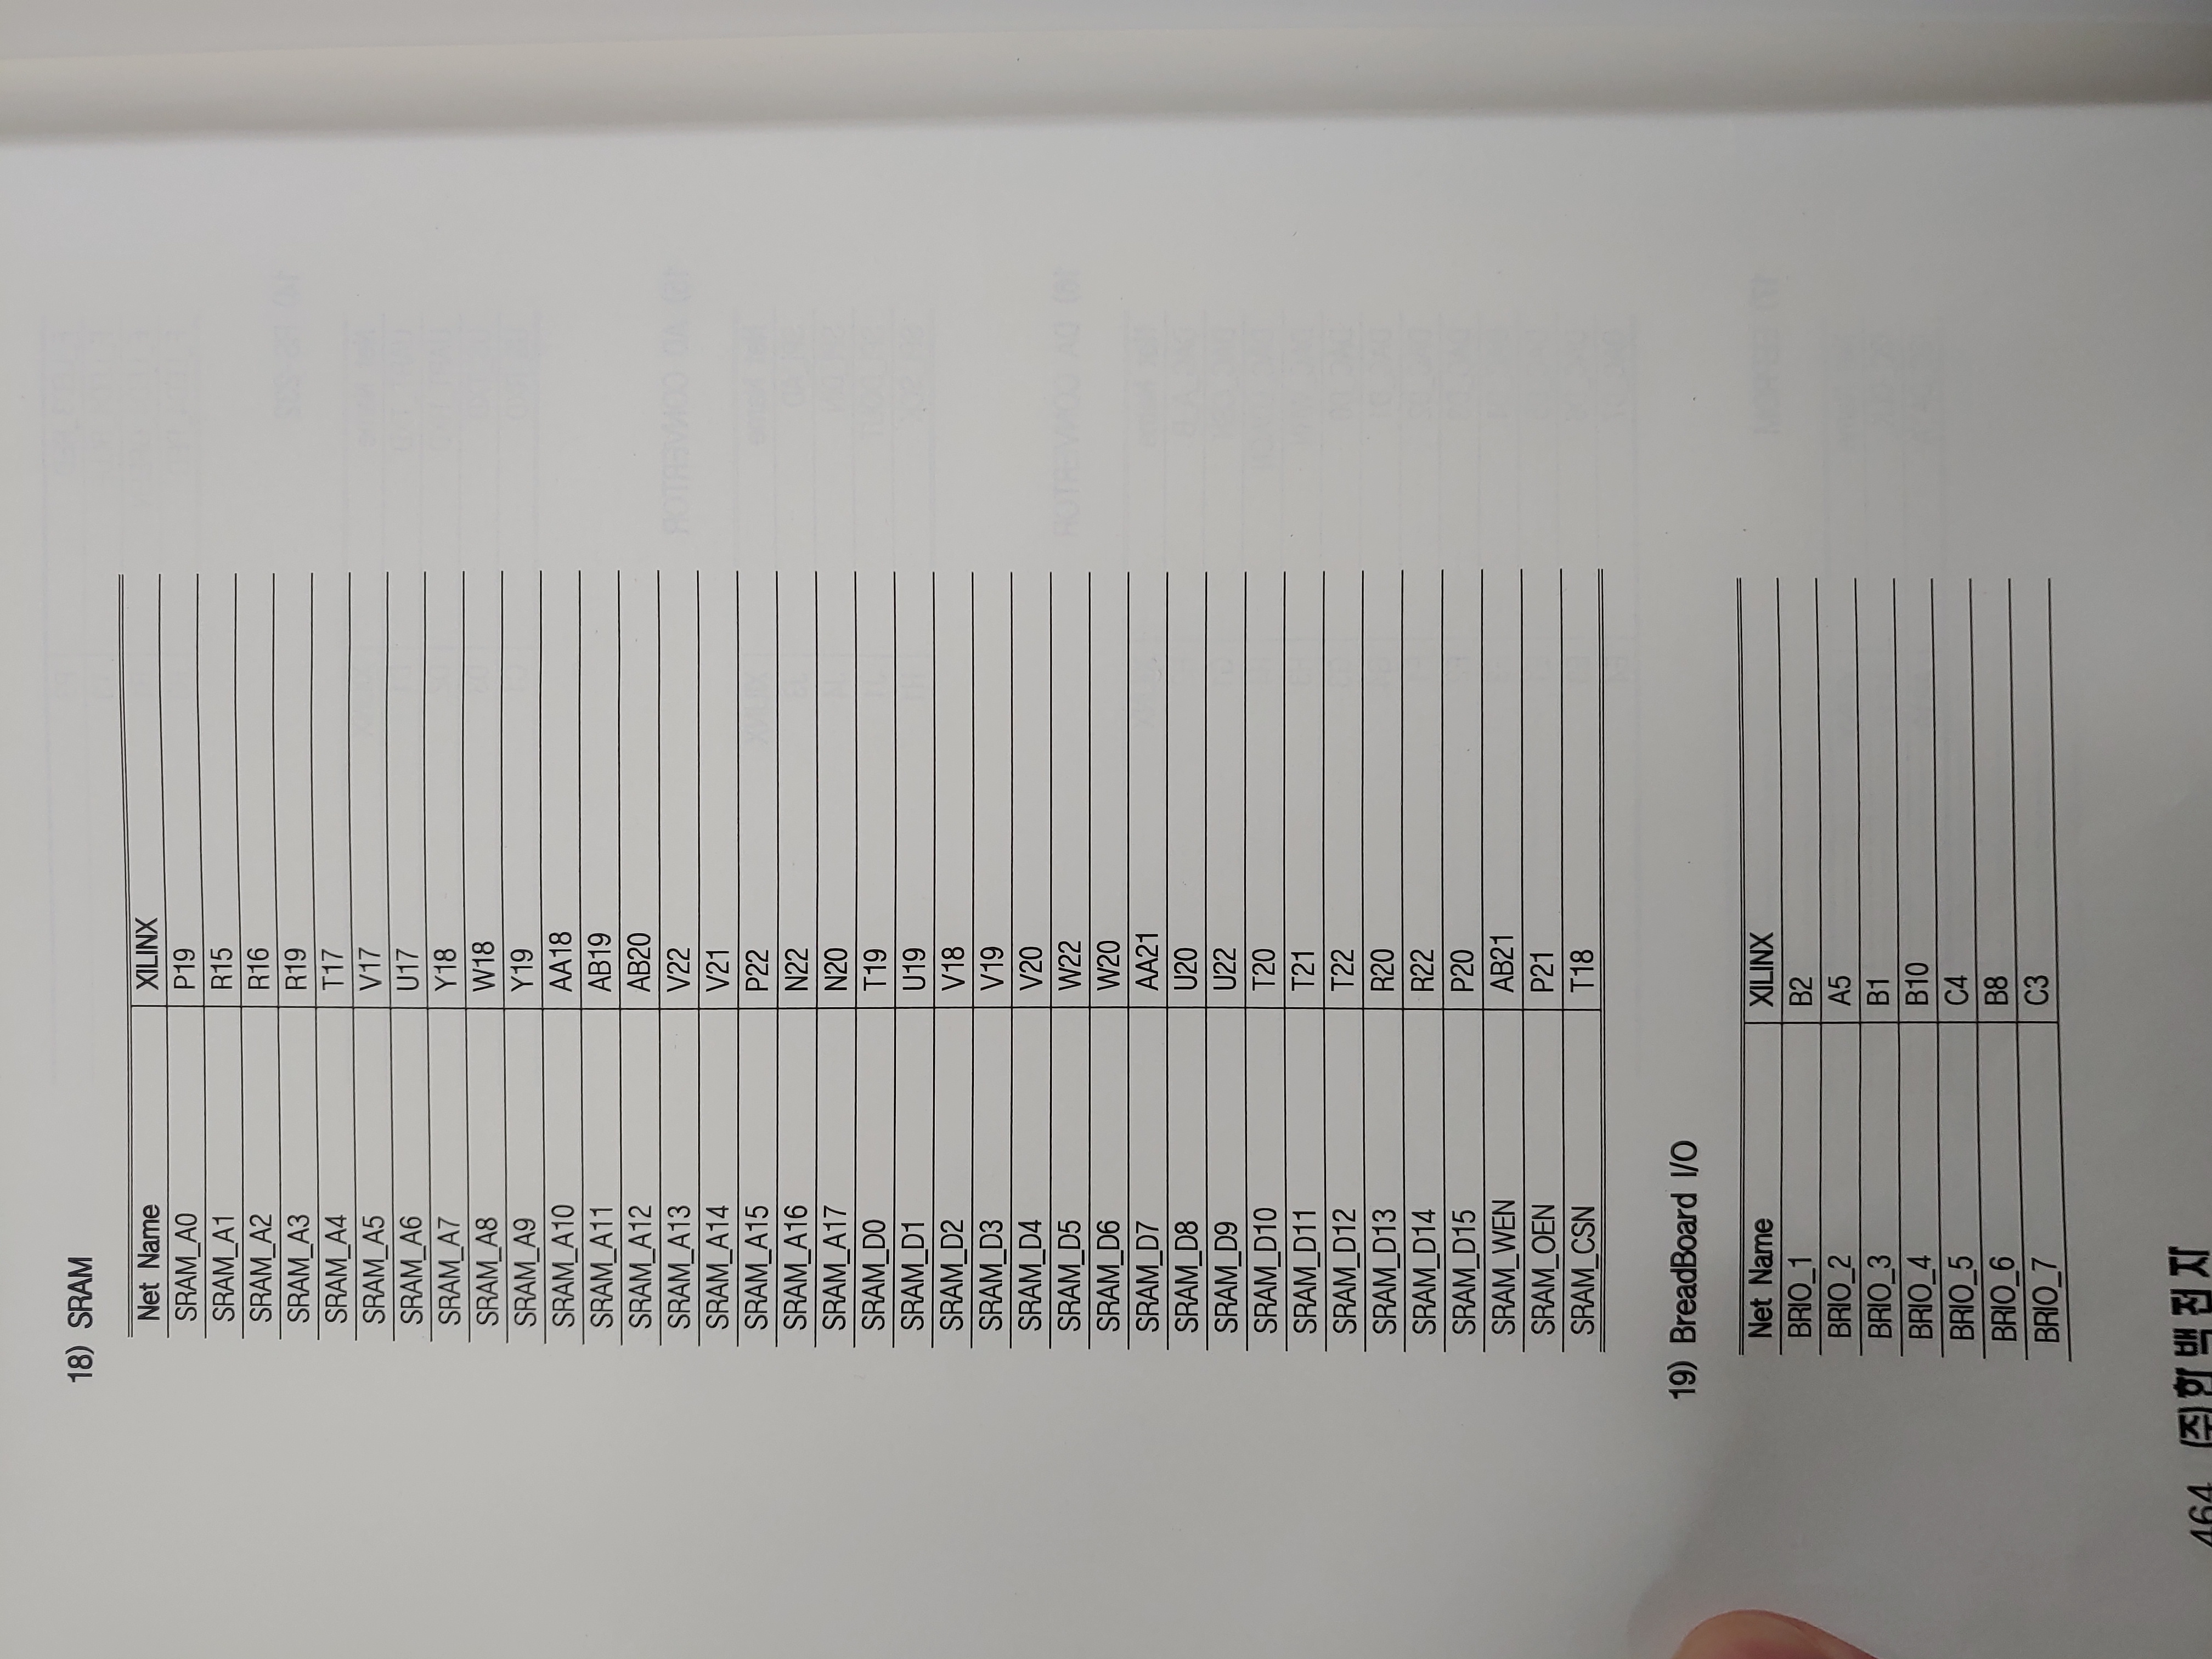 18) SRAM
Net Name XILINX
SRAM_A0 P19
SRAM_A1 R15
SRAM_A2 R16
SRAM_A3 R19
SRAM_A4 T17
SRAM_A5 V17
SRAM_A6 U17
SRAM_A7 Y18
SRAM_A8 W18
SRAM_A9 Y19
SRAM_A10 AA18
SRAM_A11 AB19
SRAM_A12 AB20
SRAM_A13 V22
SRAM_A14 V21
SRAM_A15 P22
SRAM_A16 N22
SRAM_A17 N20
SRAM_D0 T19
SRAM_D1 U19
SRAM_D2 V18
SRAM_D3 V19
SRAM_D4 V20
SRAM_D5 W22
SRAM_D6 W20
SRAM_D7 AA21
SRAM_D8 U20
SRAM_D9 U22
SRAM_D10 T20
SRAM_D11 T21
SRAM_D12 T22
SRAM_D13 R20
SRAM_D14 R22
SRAM_D15 P20
SRAM_WEN AB21
SRAM_OEN P21
SRAM_CSN T18
19) BreadBoard I/O
Net Name XILINX
BRIO_1 B2
BRIO_2 A5
BRIO_3 B1
BRIO_4 B10
BRIO_5 C4
BRIO_6 B8
BRIO_7 C3
464 ㈜한백전자